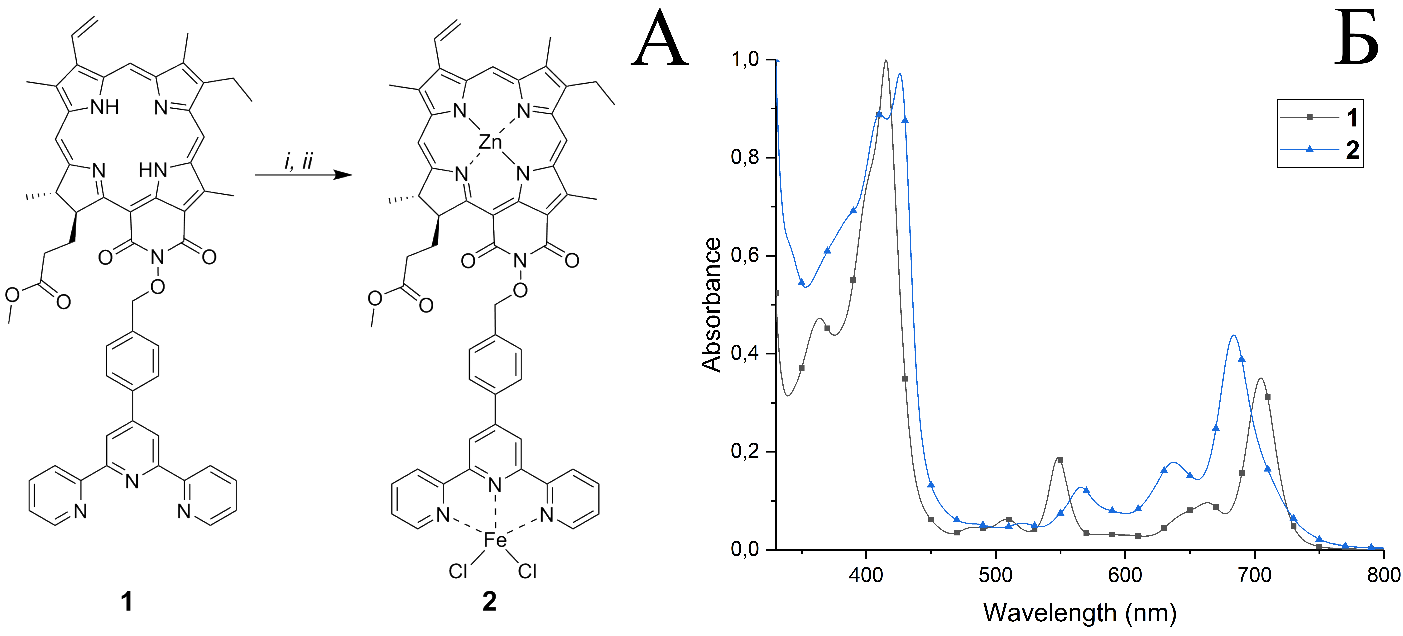 А
NH
N
N
HN
O
N
O
O
O
O
N
N
N
1
i, ii
N
N
Zn
N
N
O
N
O
O
O
O
N
N
N
Fe
Cl
Cl
2
Б
1,0
0,8
0,6
0,4
0,2
0,0
Absorbance
400
500
600
700
800
Wavelength (nm)
1
2